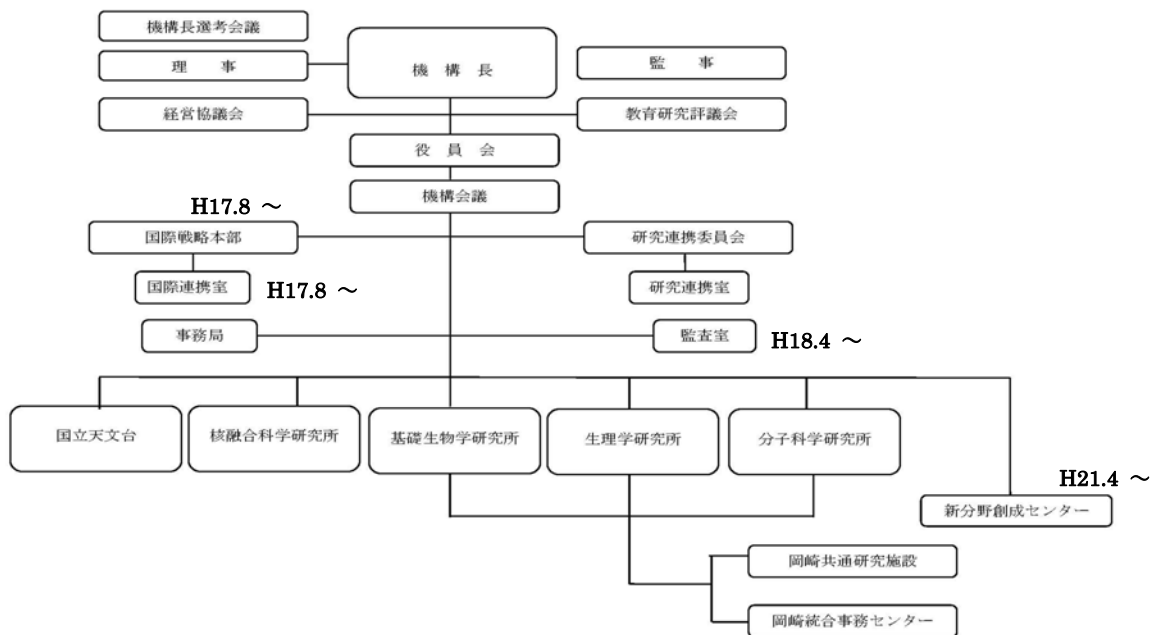 機構長選考会議
理　事
機 構 長
監　事
経営協議会
教育研究評議会
役 員 会
機構会議
H17.8 ～
国際戦略本部
研究連携委員会
国際連携室
H17.8 ～
研究連携室
事務局
監査室
H18.4 ～
国立天文台
核融合科学研究所
基礎生物学研究所
生理学研究所
分子科学研究所
H21.4 ～
新分野創成センター
岡崎共通研究施設
岡崎統合事務センター